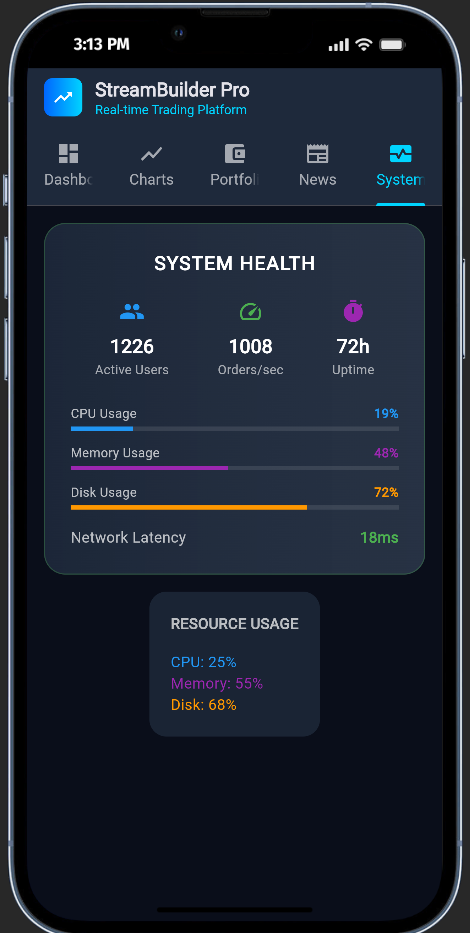 3:13 PM
StreamBuilder Pro
Real-time Trading Platform
Dashbo
Charts
Portfoli
News
System
SYSTEM HEALTH
1226
1008
72h
Active Users
Orders/sec
Uptime
CPU Usage
19%
Memory Usage
48%
Disk Usage
72%
Network Latency
18ms
RESOURCE USAGE
CPU: 25%
Memory: 55%
Disk: 68%